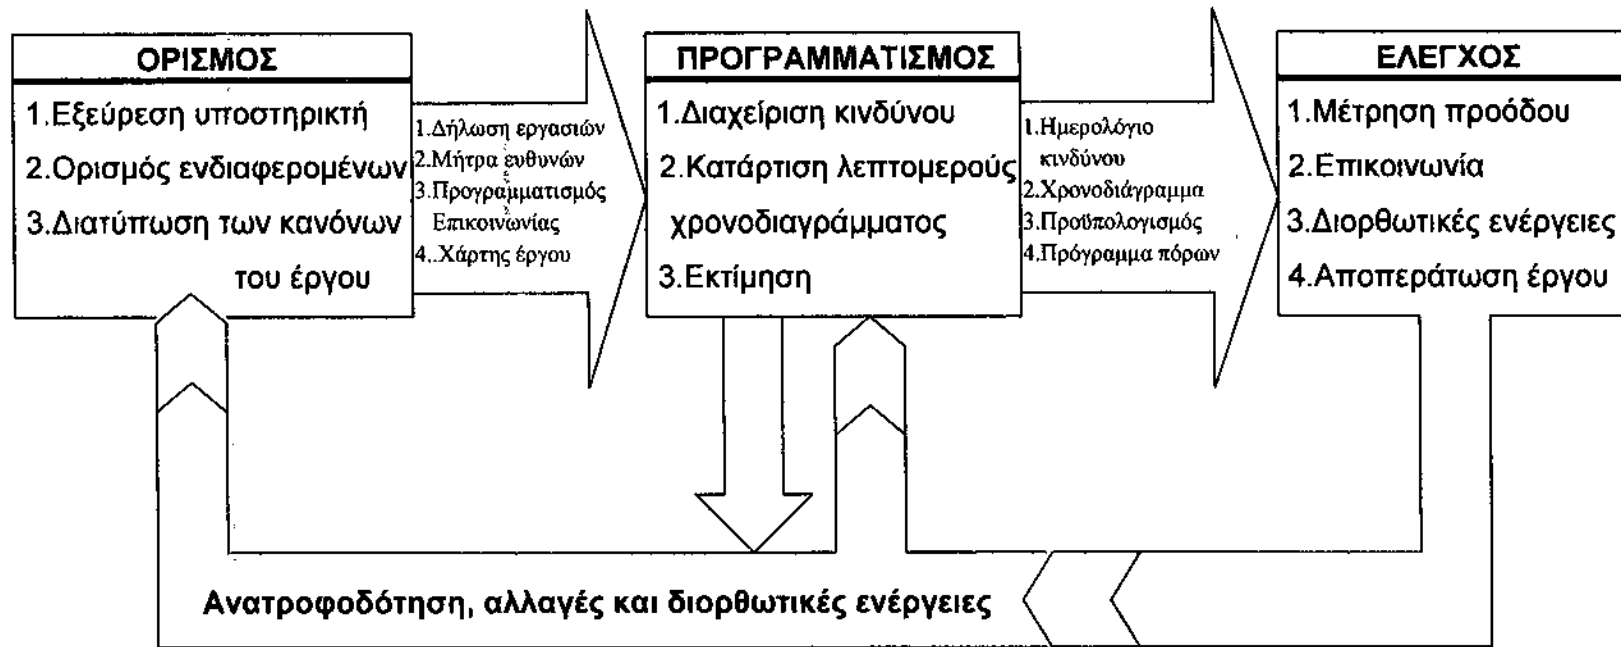 ΟΡΙΣΜΟΣ
1.Εξεύρεση υποστηρικτή
2.Ορισμός ενδιαφερομένων
3.Διατύπωση των κανόνων
του έργου
1.Δήλωση εργασιών
2.Μήτρα ευθυνών
3.Προγραμματισμός
Επικοινωνίας
4..Χάρτης έργου
ΠΡΟΓΡΑΜΜΑΤΙΣΜΟΣ
1.Διαχείριση κινδύνου
2.Κατάρτιση λεπτομερούς
χρονοδιαγράμματος
3.Εκτίμηση
1.Ημερολόγιο
κινδύνου
2.Χρονοδιάγραμμα
3.Προϋπολογισμός
4.Πρόγραμμα πόρων
ΕΛΕΓΧΟΣ
1.Μέτρηση προόδου
2.Επικοινωνία
3.Διορθωτικές ενέργειες
4.Αποπεράτωση έργου
Ανατροφοδότηση, αλλαγές και διορθωτικές ενέργειες